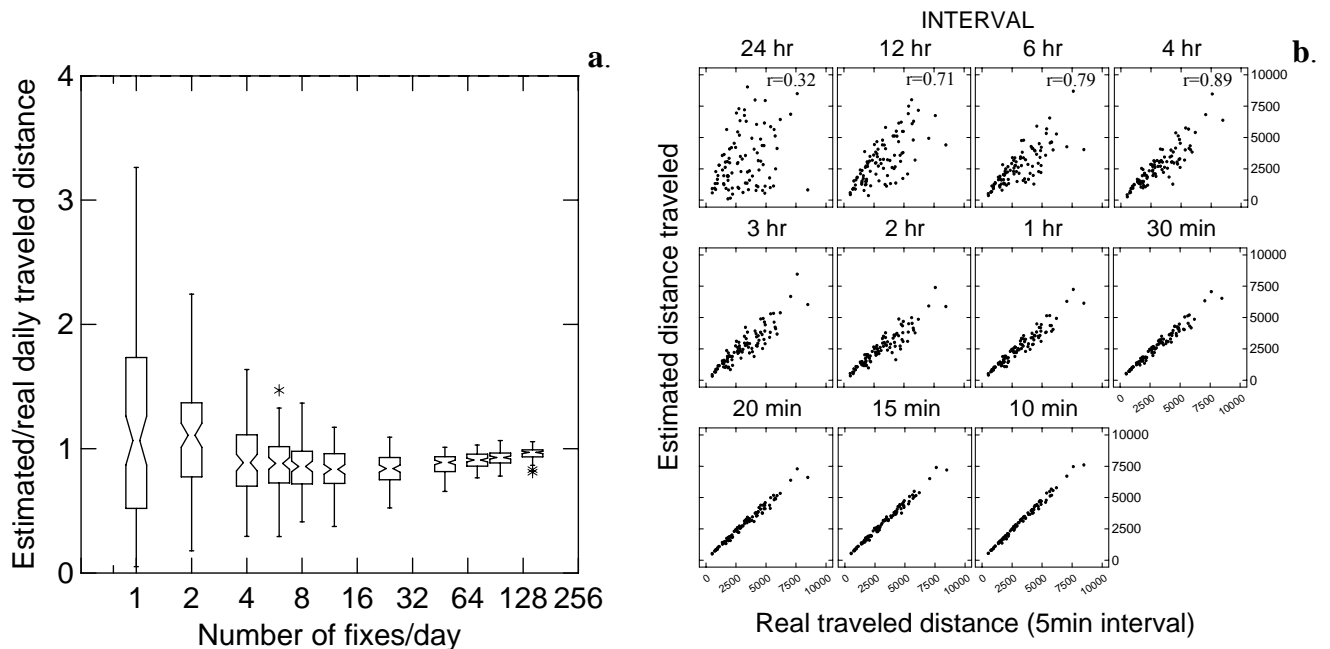 a.
4
3
2
1
0
Estimated/real daily traveled distance
1 2 4 8 16 32 64 128 256
Number of fixes/day
b.
INTERVAL
24 hr 12 hr 6 hr 4 hr
r=0.32 r=0.71 r=0.79 r=0.89
10000
7500
5000
2500
0
3 hr 2 hr 1 hr 30 min
10000
7500
5000
2500
0
0 2500 5000 7500 10000
20 min 15 min 10 min
10000
7500
5000
2500
0
0 2500 5000 7500 10000 0 2500 5000 7500 10000 0 2500 5000 7500 10000
Estimated distance traveled
Real traveled distance (5min interval)